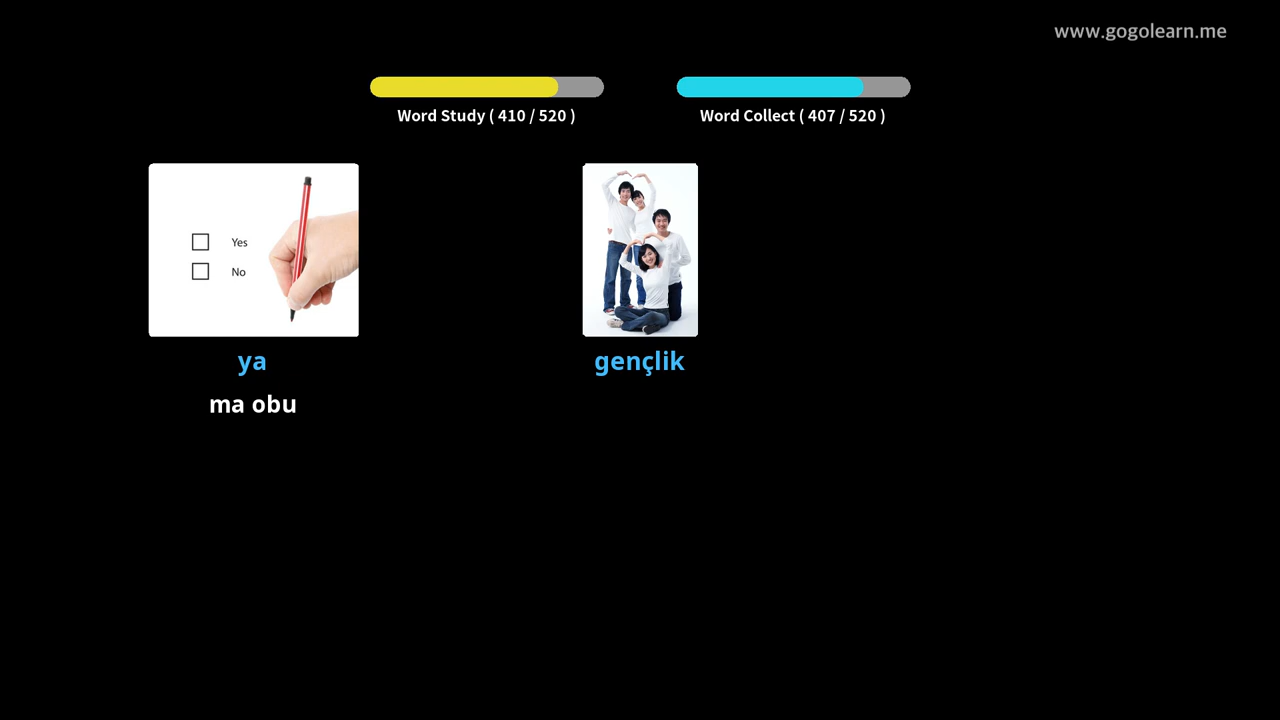 www.gogolearn.me
Word Study ( 410 / 520 )
Word Collect ( 407 / 520 )
Yes
No
ya
gençlik
ma obu